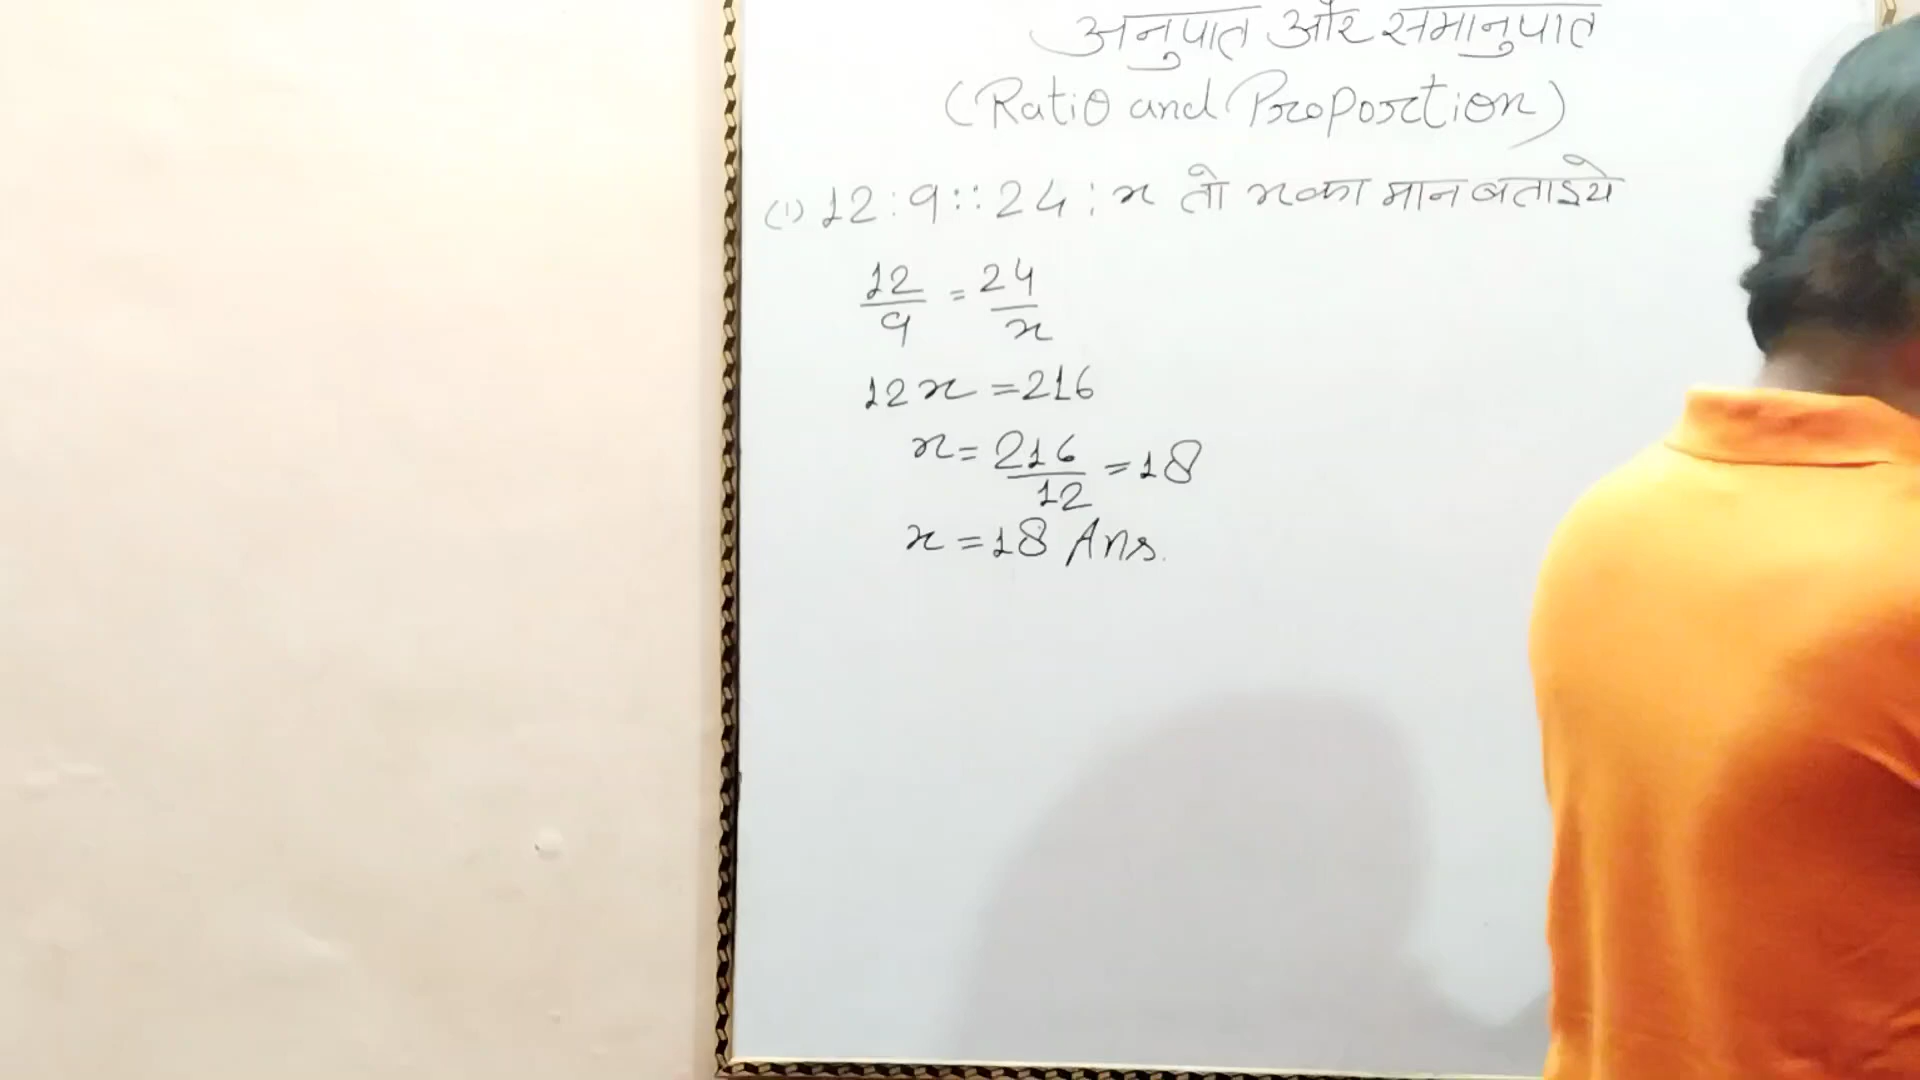 अनुपात और समानुपात
(Ratio and Proportion)
(1) 12:9::24:x तो xका मान बताइये
12/9 = 24/x
12x = 216
x = 216/12 = 18
x = 18 Ans.